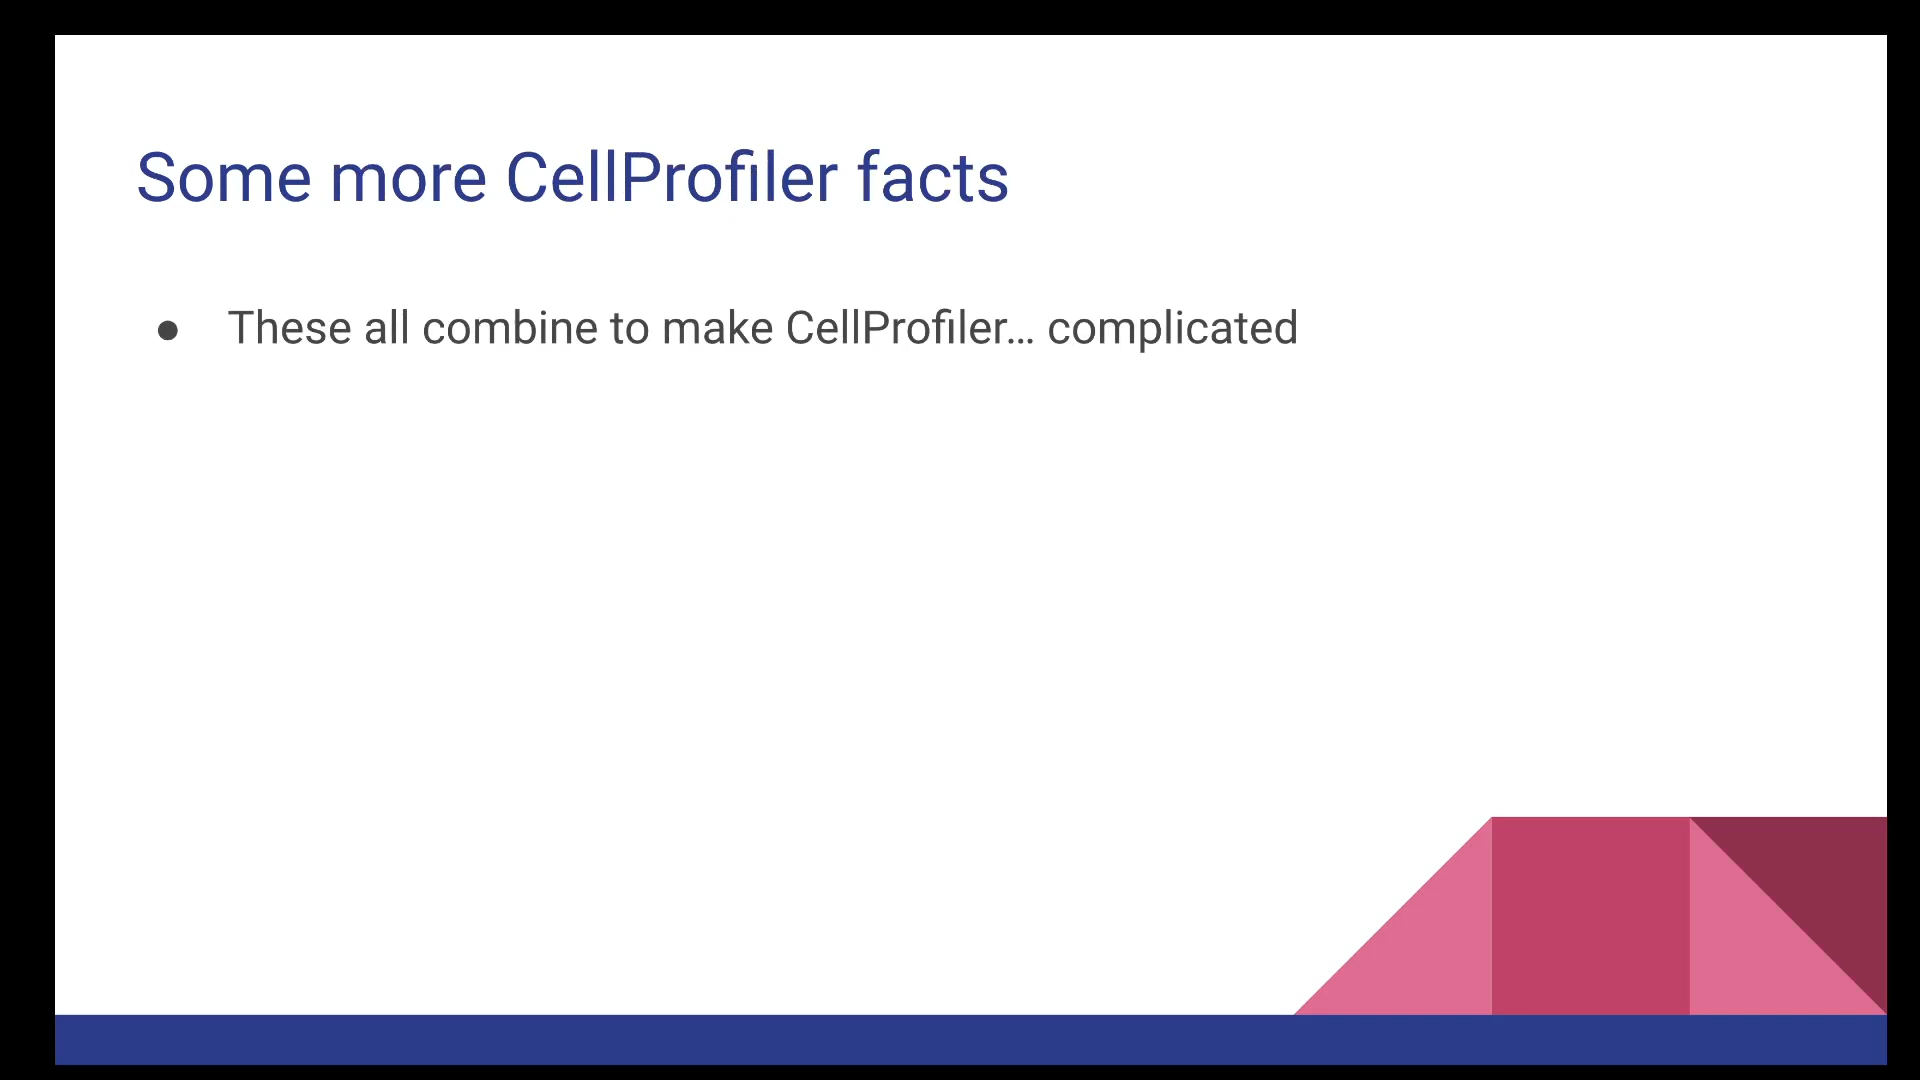 Some more CellProfiler facts
● These all combine to make CellProfiler… complicated